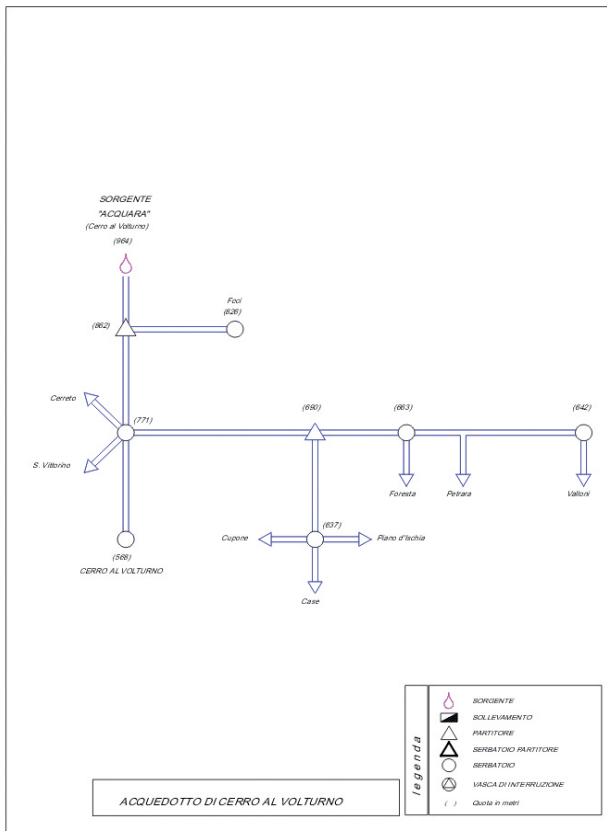 SORGENTE
"ACQUARA"
(Cerro al Volturno)
(964)
Foci
(826)
(862)
Cerreto
(771)
(690)
(663)
(642)
S. Vittorino
Foresta
Petrara
Valloni
(637)
Cupone
Piano d'Ischia
(568)
CERRO AL VOLTURNO
Case
legenda
SORGENTE
SOLLEVAMENTO
PARTITORE
SERBATOIO PARTITORE
SERBATOIO
VASCA DI INTERRUZIONE
( ) Quota in metri
ACQUEDOTTO DI CERRO AL VOLTURNO